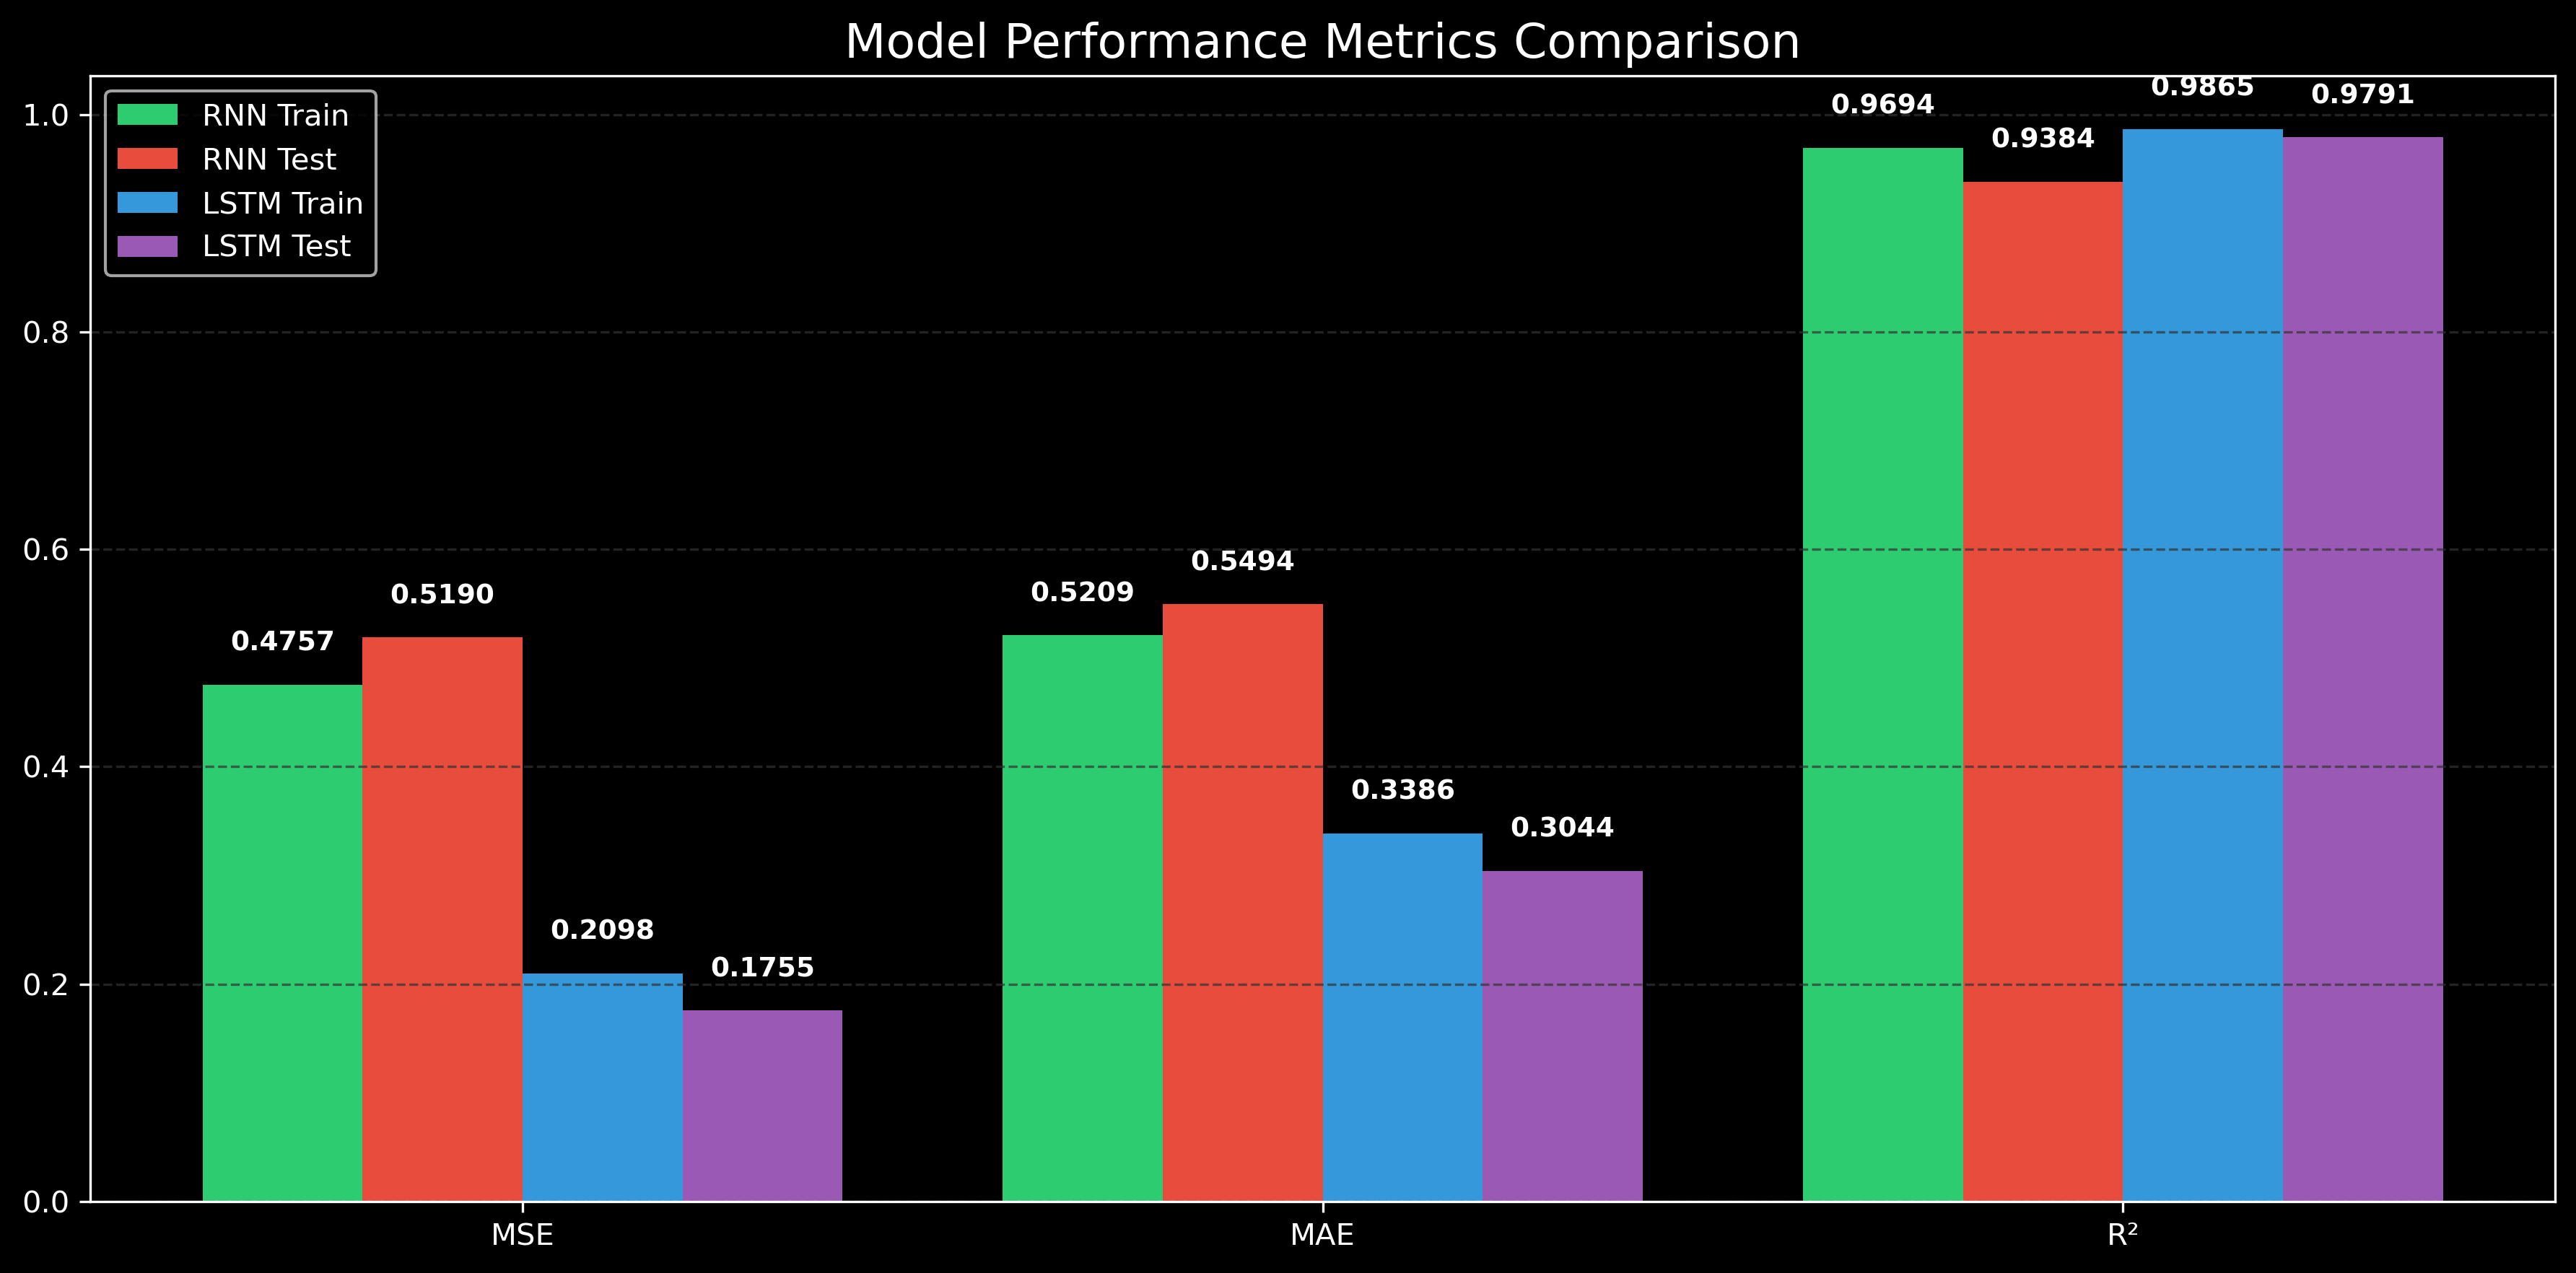 Model Performance Metrics Comparison
RNN Train
RNN Test
LSTM Train
LSTM Test
1.0
0.8
0.6
0.4
0.2
0.0
0.4757
0.5190
0.2098
0.1755
0.5209
0.5494
0.3386
0.3044
0.9694
0.9384
0.9865
0.9791
MSE
MAE
R²